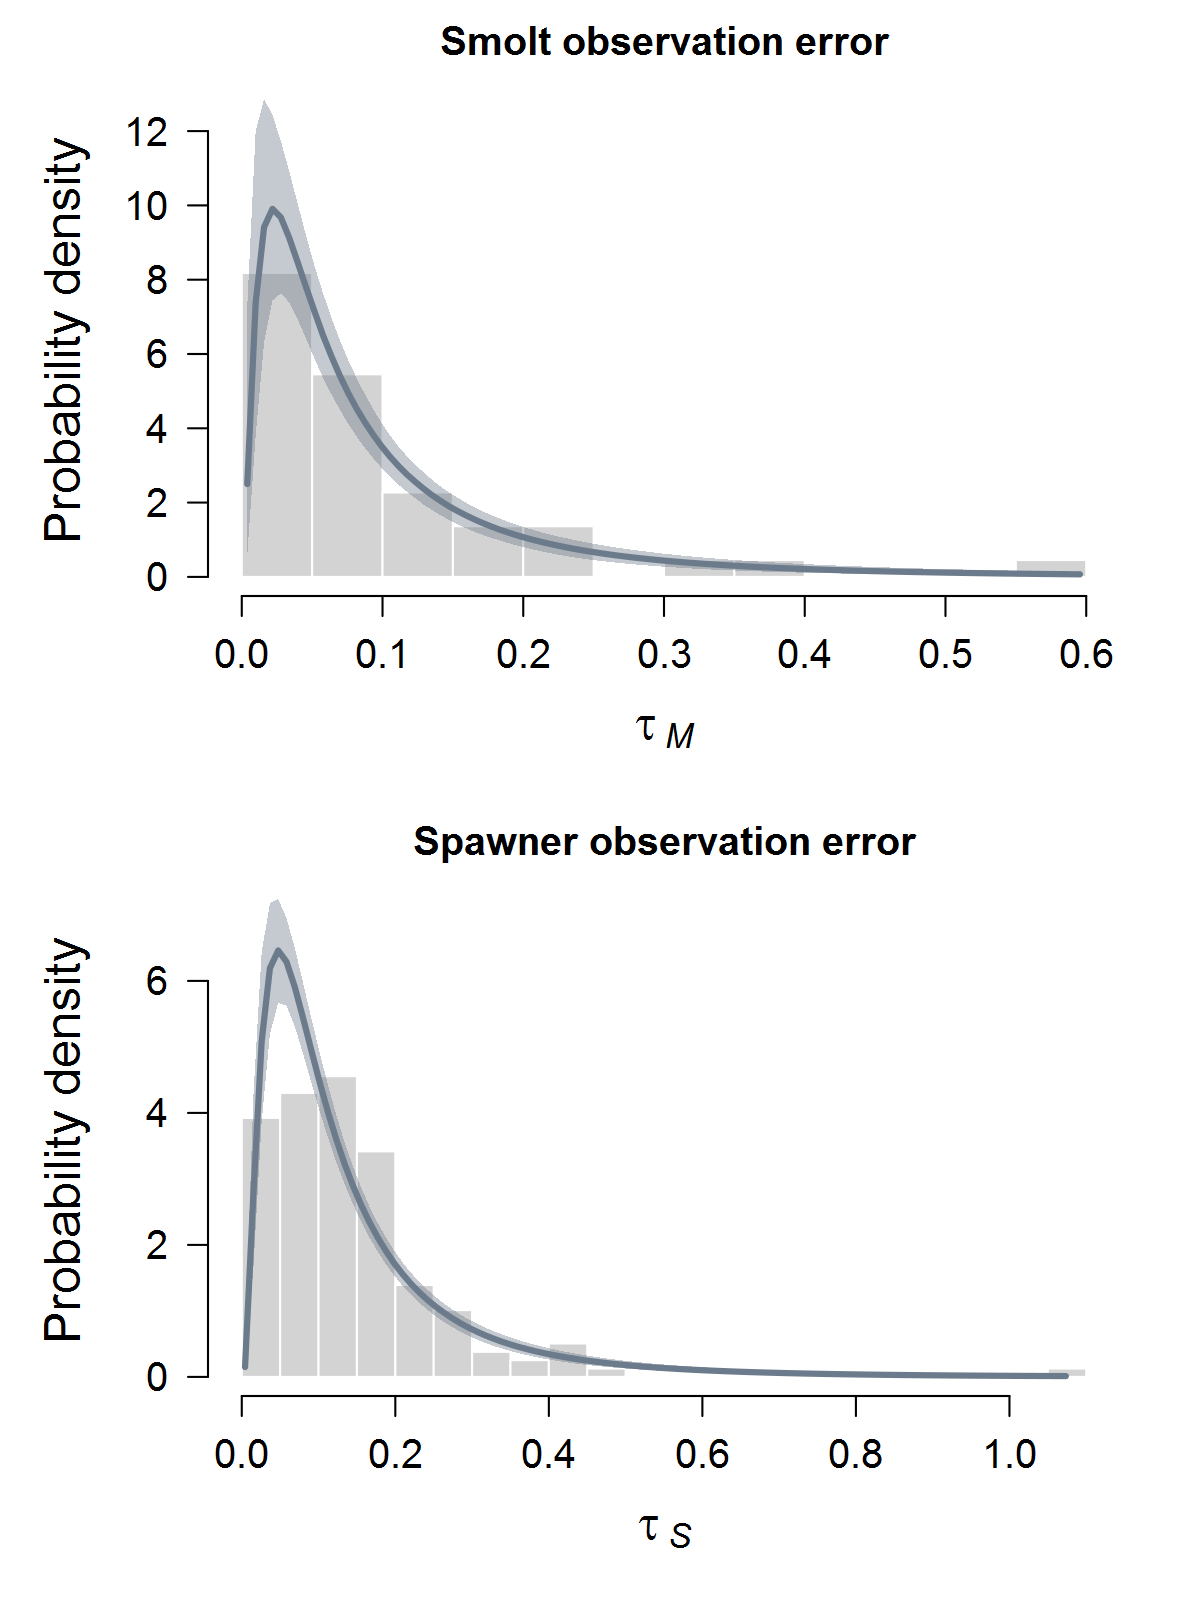 Smolt observation error
Probability density
12
10
8
6
4
2
0
0.0 0.1 0.2 0.3 0.4 0.5 0.6
τ M
Spawner observation error
Probability density
6
4
2
0
0.0 0.2 0.4 0.6 0.8 1.0
τ S